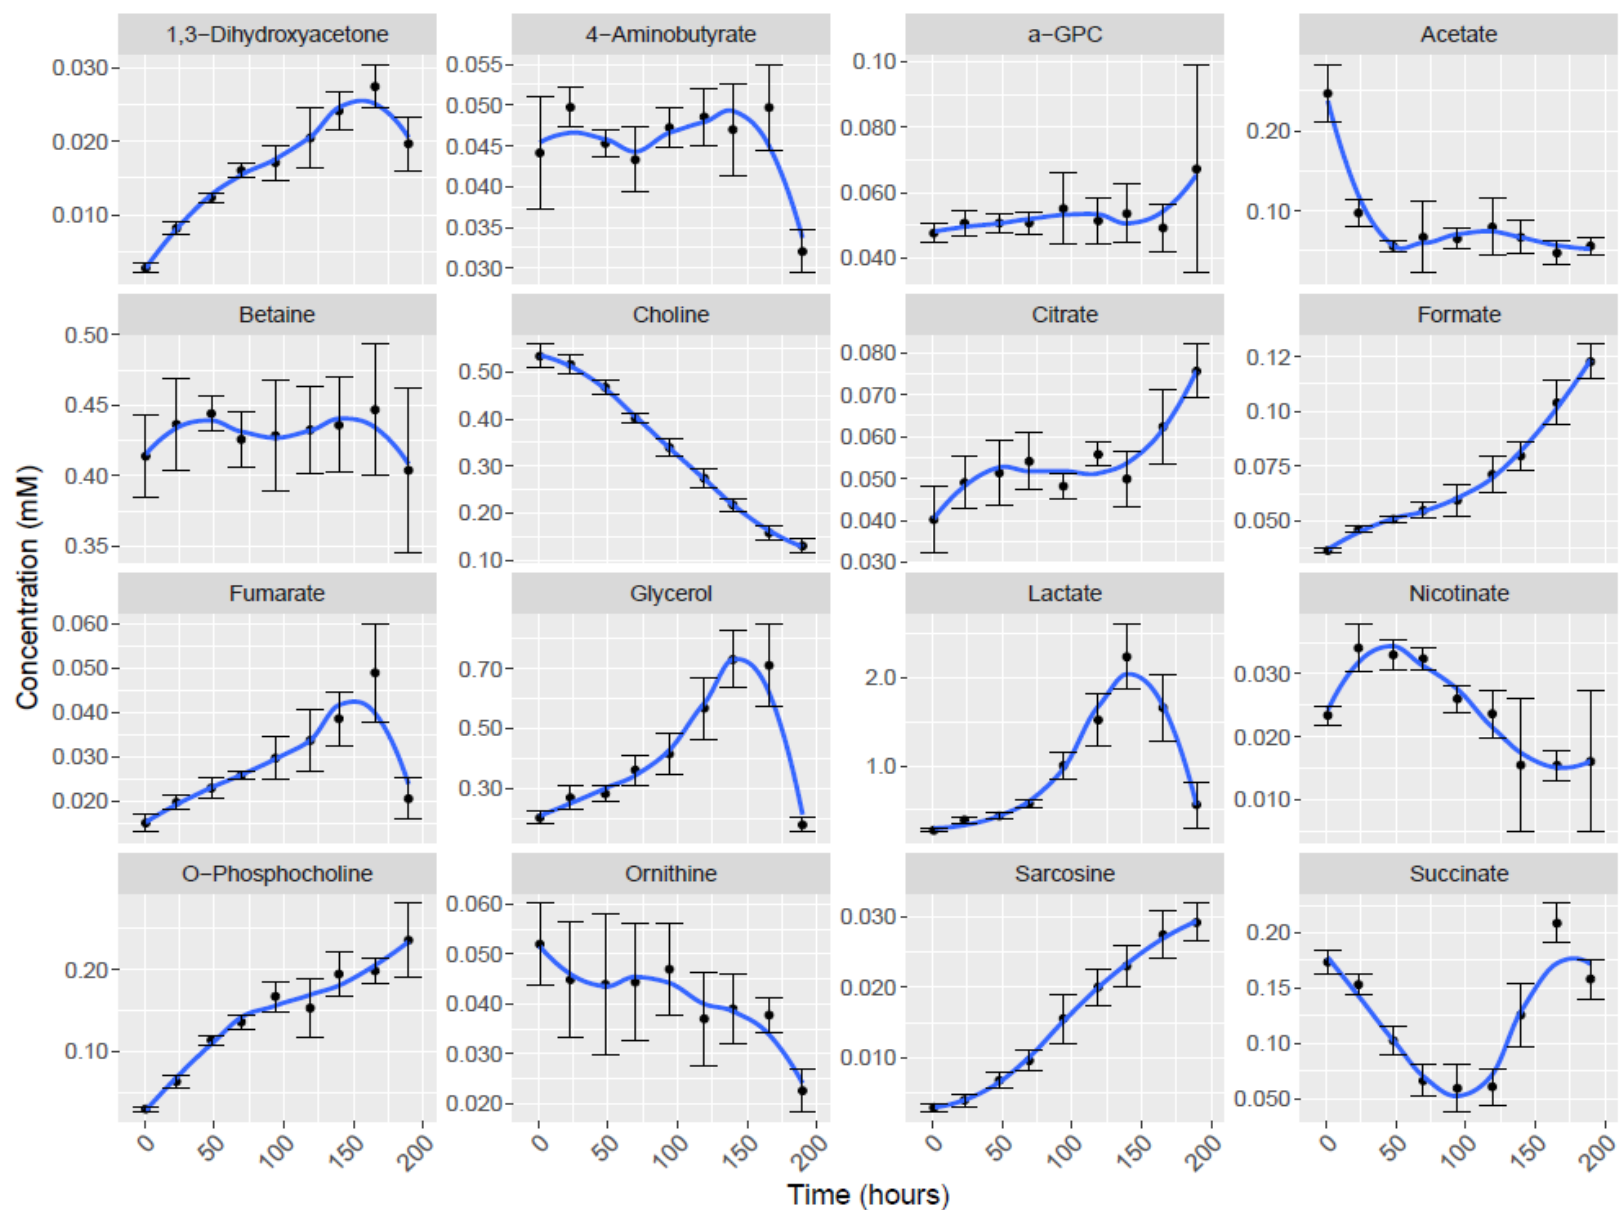 1,3−Dihydroxyacetone 4−Aminobutyrate a−GPC Acetate
0.030 0.020 0.010
0.055 0.050 0.045 0.040 0.035 0.030
0.10 0.080 0.060 0.040
0.20 0.10
Betaine Choline Citrate Formate
0.50 0.45 0.40 0.35
0.50 0.40 0.30 0.20 0.10
0.080 0.070 0.060 0.050 0.040 0.030
0.12 0.10 0.075 0.050
Concentration (mM)
Fumarate Glycerol Lactate Nicotinate
0.060 0.050 0.040 0.030 0.020
0.70 0.50 0.30
2.0 1.0
0.030 0.020 0.010
O−Phosphocholine Ornithine Sarcosine Succinate
0.20 0.10
0.060 0.050 0.040 0.030 0.020
0.030 0.020 0.010
0.20 0.15 0.10 0.050
0 50 100 150 200 0 50 100 150 200 0 50 100 150 200 0 50 100 150 200
Time (hours)